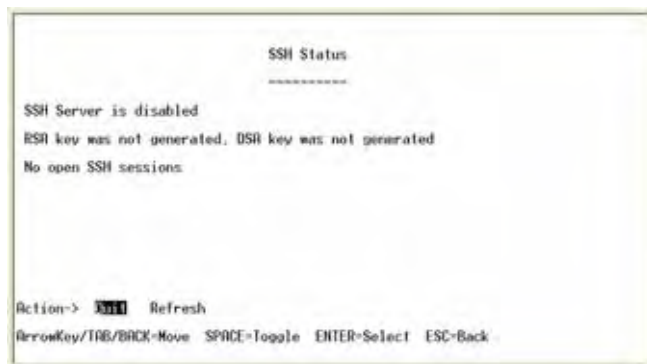 SSH Status
----------
SSH Server is disabled
RSA key was not generated. DSA key was not generated
No open SSH sessions
Action-> Quit Refresh
ArrowKey/TAB/BACK=Move SPACE=Toggle ENTER=Select ESC=Back